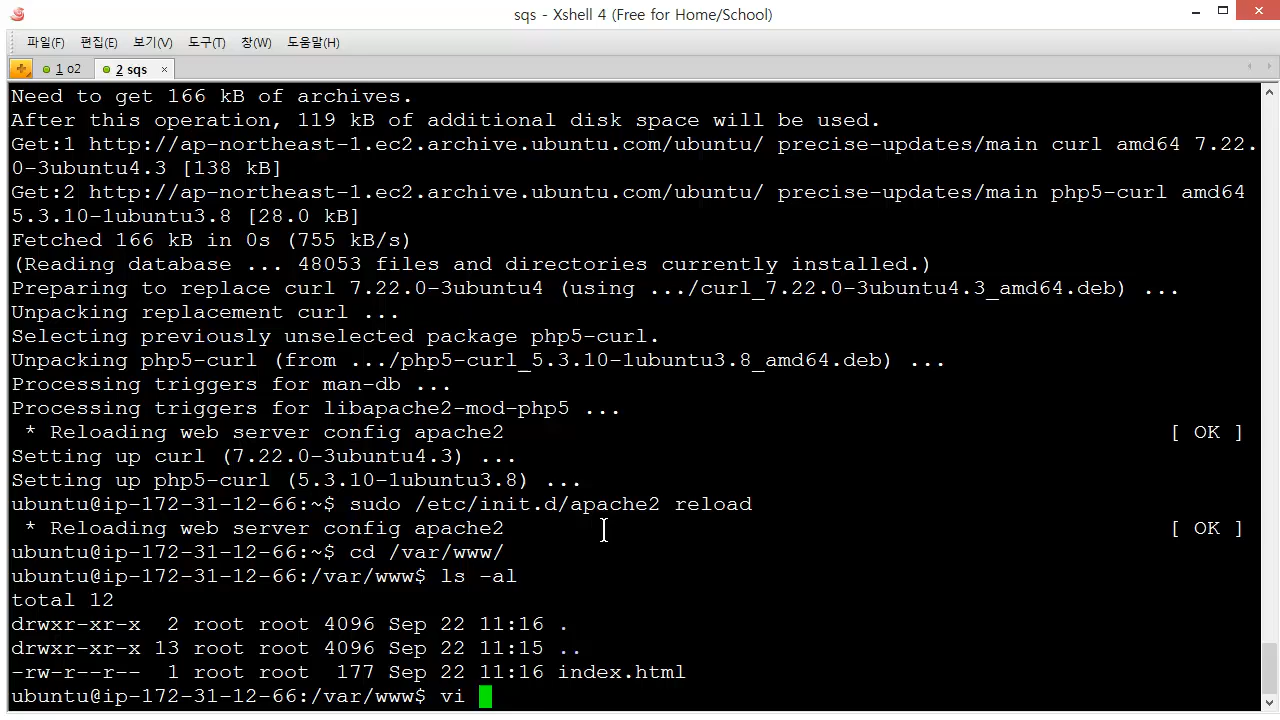 sqs - Xshell 4 (Free for Home/School)
파일(F) 편집(E) 보기(V) 도구(T) 창(W) 도움말(H)
1 o2 2 sqs ×
Need to get 166 kB of archives.
After this operation, 119 kB of additional disk space will be used.
Get:1 http://ap-northeast-1.ec2.archive.ubuntu.com/ubuntu/ precise-updates/main curl amd64 7.22.
0-3ubuntu4.3 [138 kB]
Get:2 http://ap-northeast-1.ec2.archive.ubuntu.com/ubuntu/ precise-updates/main php5-curl amd64
5.3.10-1ubuntu3.8 [28.0 kB]
Fetched 166 kB in 0s (755 kB/s)
(Reading database ... 48053 files and directories currently installed.)
Preparing to replace curl 7.22.0-3ubuntu4 (using .../curl_7.22.0-3ubuntu4.3_amd64.deb) ...
Unpacking replacement curl ...
Selecting previously unselected package php5-curl.
Unpacking php5-curl (from .../php5-curl_5.3.10-1ubuntu3.8_amd64.deb) ...
Processing triggers for man-db ...
Processing triggers for libapache2-mod-php5 ...
 * Reloading web server config apache2 [ OK ]
Setting up curl (7.22.0-3ubuntu4.3) ...
Setting up php5-curl (5.3.10-1ubuntu3.8) ...
ubuntu@ip-172-31-12-66:~$ sudo /etc/init.d/apache2 reload
 * Reloading web server config apache2 [ OK ]
ubuntu@ip-172-31-12-66:~$ cd /var/www/
ubuntu@ip-172-31-12-66:/var/www$ ls -al
total 12
drwxr-xr-x  2 root root 4096 Sep 22 11:16 .
drwxr-xr-x 13 root root 4096 Sep 22 11:15 ..
-rw-r--r--  1 root root  177 Sep 22 11:16 index.html
ubuntu@ip-172-31-12-66:/var/www$ vi